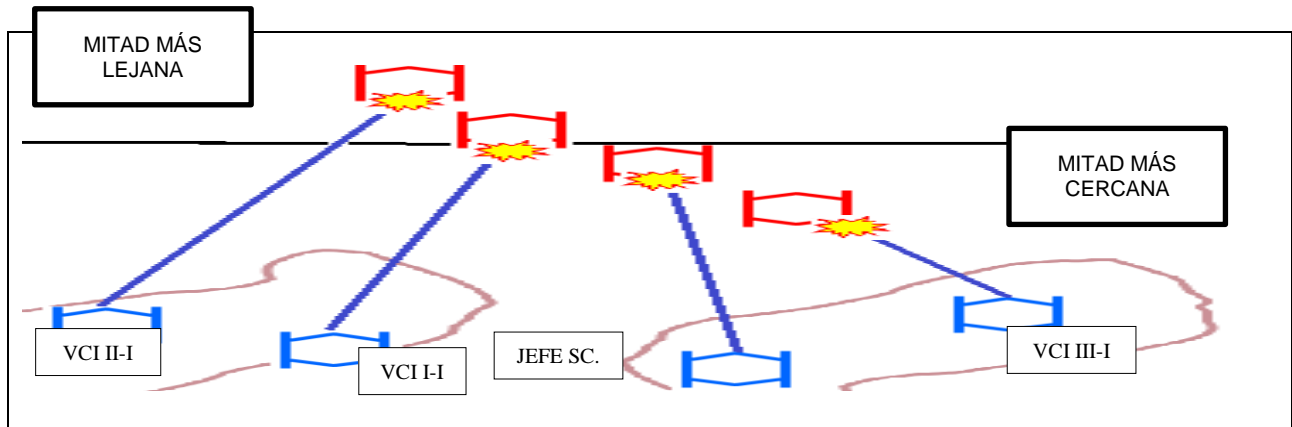 MITAD MÁS
LEJANA
MITAD MÁS
CERCANA
VCI II-I
VCI I-I
JEFE SC.
VCI III-I